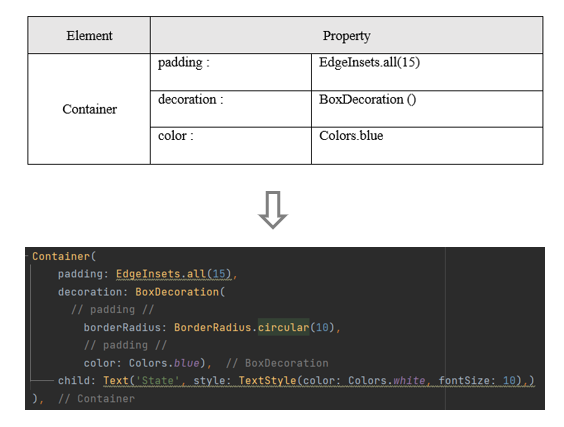 Element Property
Container
padding : EdgeInsets.all(15)
decoration : BoxDecoration ()
color : Colors.blue
Container(
padding: EdgeInsets.all(15),
decoration: BoxDecoration(
// padding //
borderRadius: BorderRadius.circular(10),
// padding //
color: Colors.blue), // BoxDecoration
child: Text('State', style: TextStyle(color: Colors.white, fontSize: 10),)
), // Container